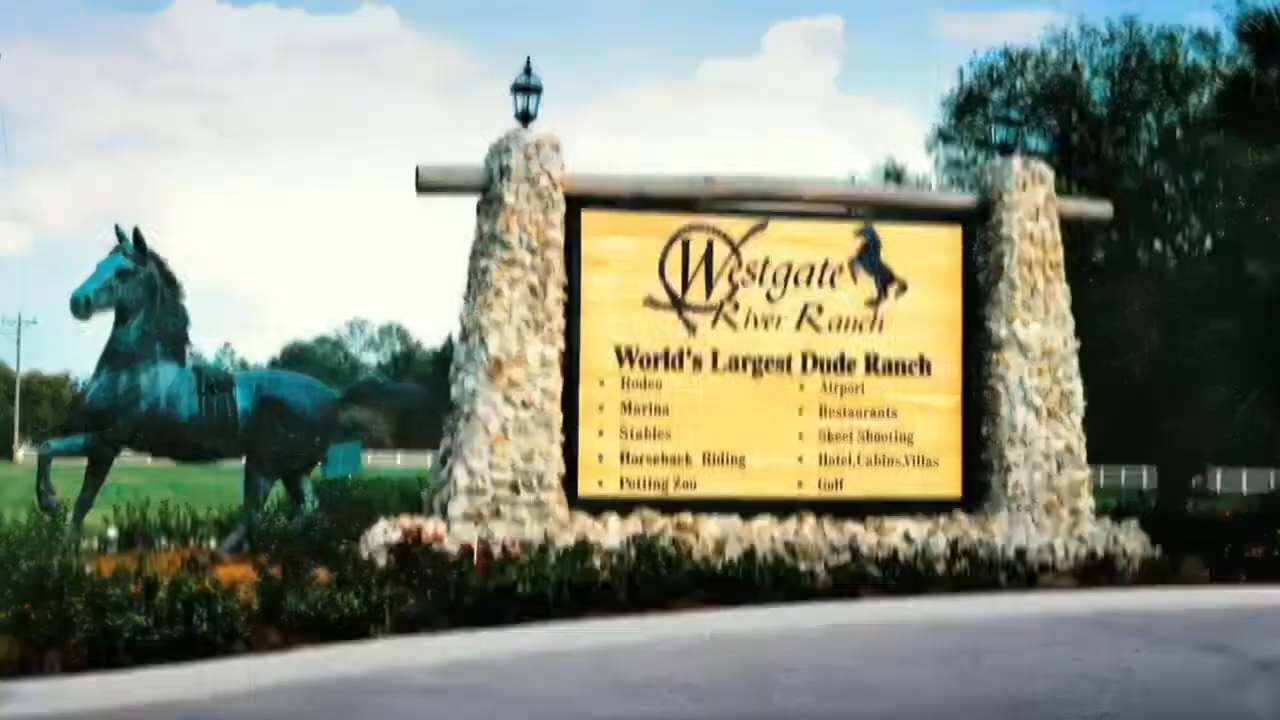 Westgate
River Ranch
World's Largest Dude Ranch
• Rodeo
• Marina
• Stables
• Horseback Riding
• Petting Zoo
• Airport
• Restaurants
• Skeet Shooting
• Hotel,Cabins,Villas
• Golf